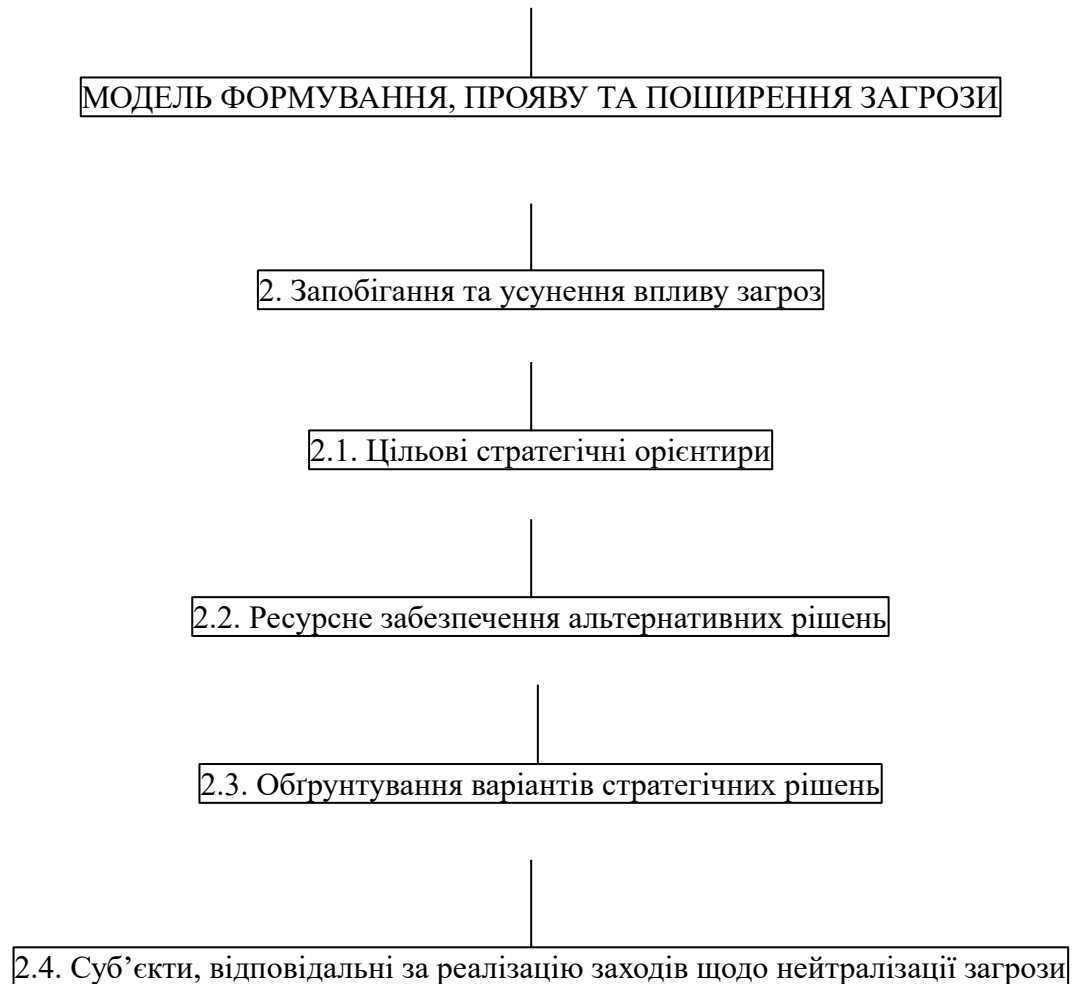 МОДЕЛЬ ФОРМУВАННЯ, ПРОЯВУ ТА ПОШИРЕННЯ ЗАГРОЗИ
2. Запобігання та усунення впливу загроз
2.1. Цільові стратегічні орієнтири
2.2. Ресурсне забезпечення альтернативних рішень
2.3. Обґрунтування варіантів стратегічних рішень
2.4. Суб’єкти, відповідальні за реалізацію заходів щодо нейтралізації загрози